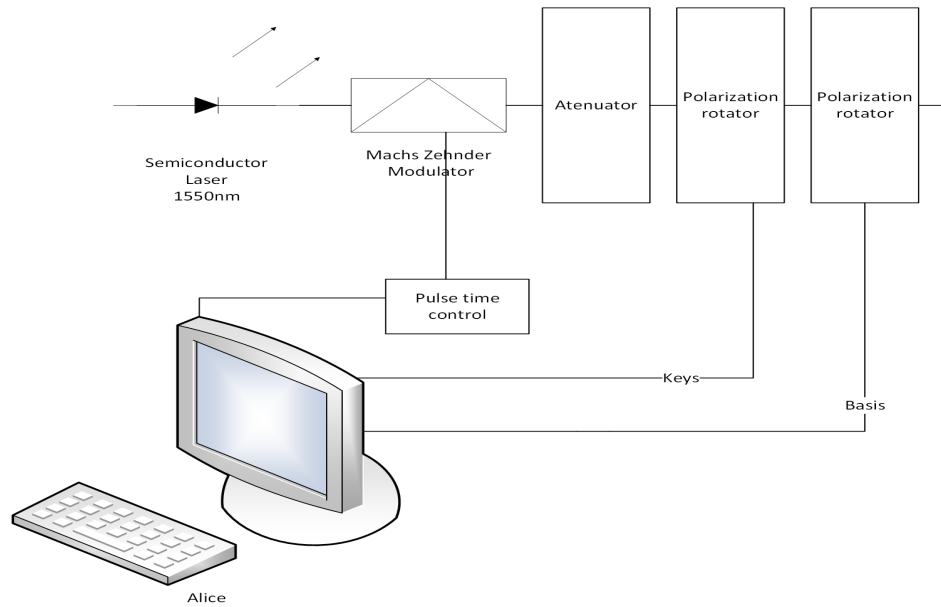 Atenuator
Polarization
rotator
Polarization
rotator
Semiconductor
Laser
1550nm
Machs Zehnder
Modulator
Pulse time
control
Keys
Basis
Alice